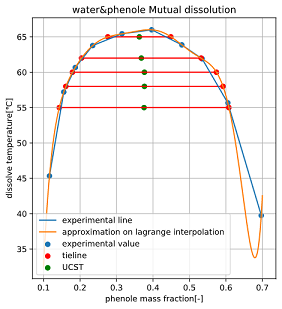 water&phenole Mutual dissolution
dissolve temperature[℃]
65
60
55
50
45
40
35
experimental line
approximation on lagrange interpolation
experimental value
tieline
UCST
0.1
0.2
0.3
0.4
0.5
0.6
0.7
phenole mass fraction[-]